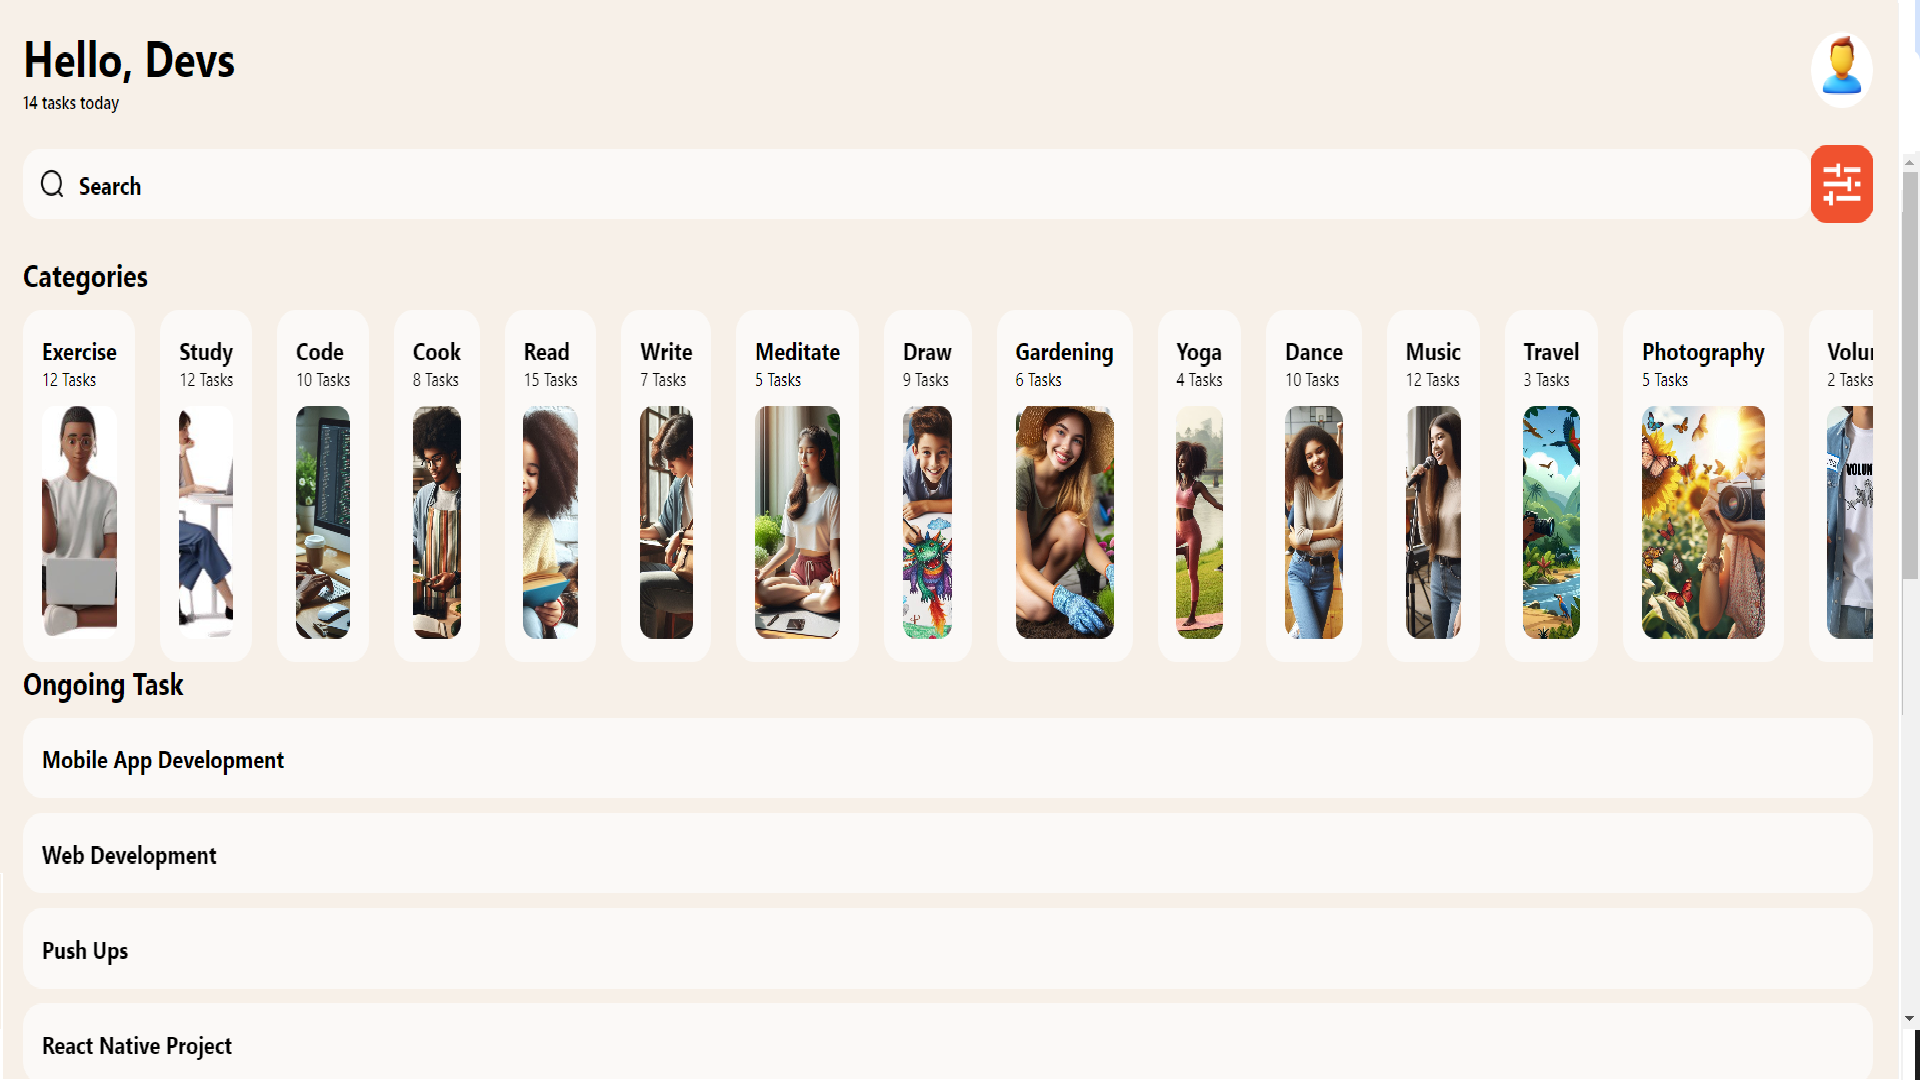 Hello, Devs
14 tasks today
Search
Categories
Exercise Study Code Cook Read Write Meditate Draw Gardening Yoga Dance Music Travel Photography
12 Tasks 12 Tasks 10 Tasks 8 Tasks 15 Tasks 7 Tasks 5 Tasks 9 Tasks 6 Tasks 4 Tasks 10 Tasks 12 Tasks 3 Tasks 5 Tasks 2 Tasks
Ongoing Task
Mobile App Development
Web Development
Push Ups
React Native Project